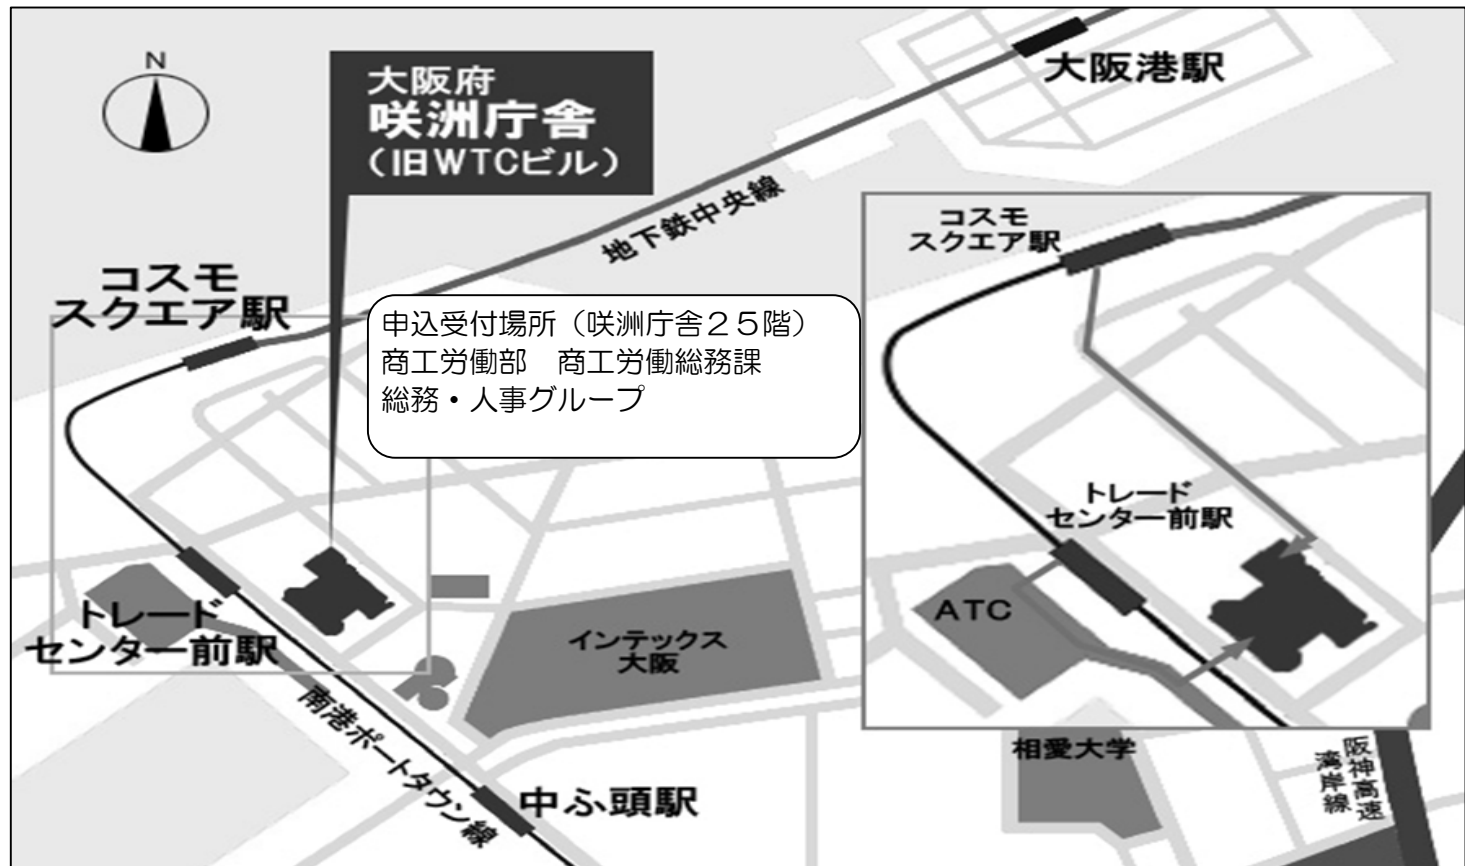 N
大阪府
咲洲庁舎
（旧WTCビル）
大阪港駅
地下鉄中央線
コスモ
スクエア駅
申込受付場所（咲洲庁舎２５階）
商工労働部　商工労働総務課
総務・人事グループ
トレード
センター前駅
インテックス
大阪
南港ポートタウン線
中ふ頭駅
コスモ
スクエア駅
トレード
センター前駅
ATC
相愛大学
阪神高速
湾岸線